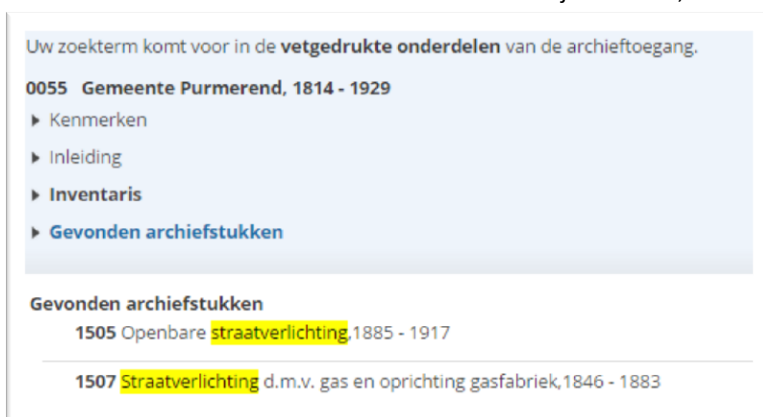 Uw zoekterm komt voor in de vetgedrukte onderdelen van de archieftoegang.
0055 Gemeente Purmerend, 1814 - 1929
Kenmerken
Inleiding
Inventaris
Gevonden archiefstukken
Gevonden archiefstukken
1505 Openbare straatverlichting,1885 - 1917
1507 Straatverlichting d.m.v. gas en oprichting gasfabriek,1846 - 1883